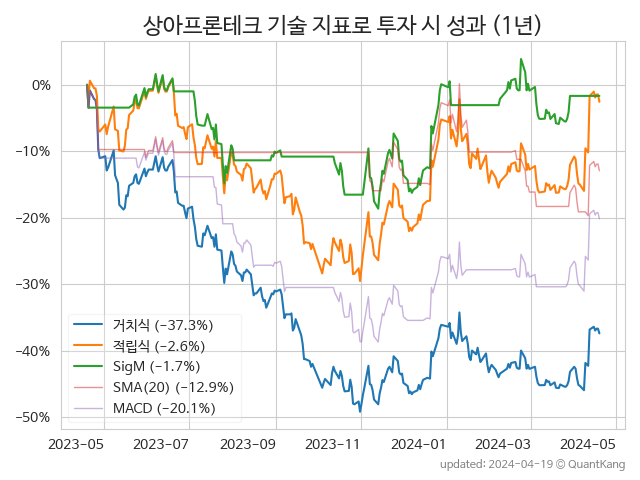 상아프론테크 기술 지표로 투자 시 성과 (1년)
0%
−10%
−20%
−30%
−40%
−50%
거치식 (−37.3%)
적립식 (−2.6%)
SigM (−1.7%)
SMA(20) (−12.9%)
MACD (−20.1%)
2023−05 2023−07 2023−09 2023−11 2024−01 2024−03 2024−05
updated: 2024−04−19 © QuantKang